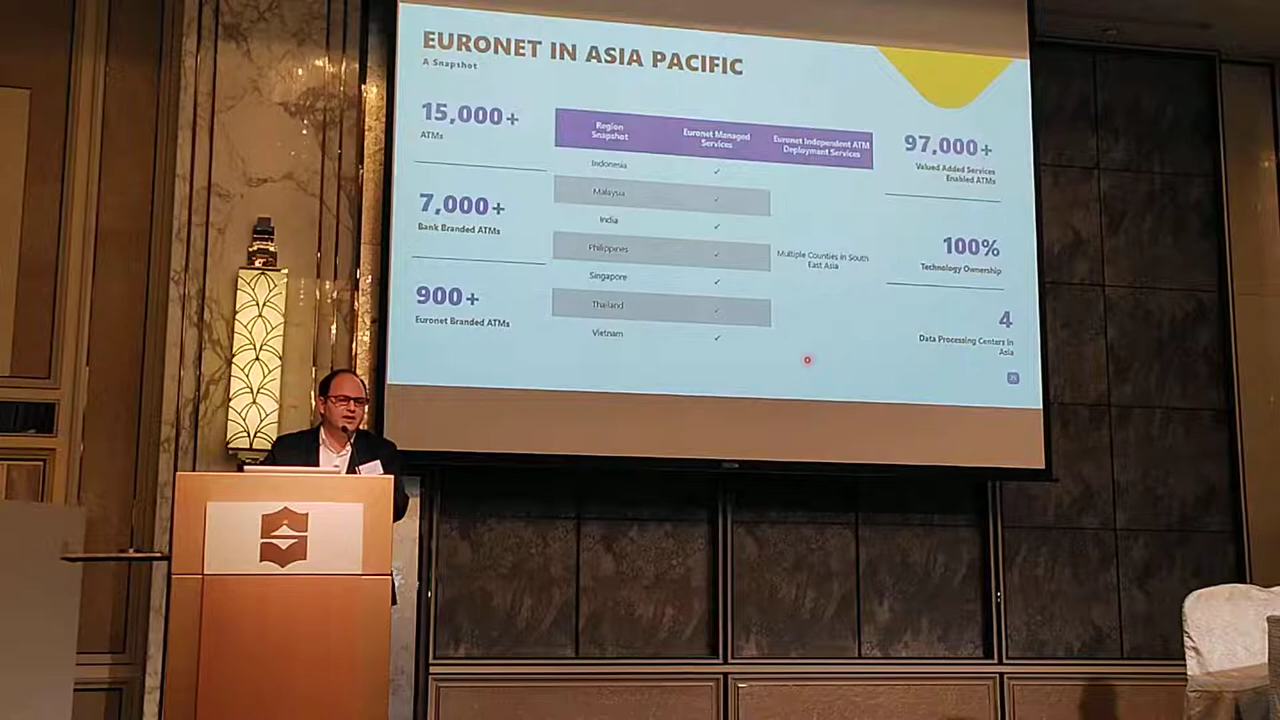 EURONET IN ASIA PACIFIC
A Snapshot
15,000+
ATMs
7,000+
Bank Branded ATMs
900+
Euronet Branded ATMs
Region
Snapshot
Euronet Managed
Services
Euronet Independent ATM
Deployment Services
Indonesia ✓
Malaysia ✓
India ✓
Philippines ✓
Singapore ✓
Thailand ✓
Vietnam ✓
Multiple Counties in South
East Asia
97,000+
Valued Added Services
Enabled ATMs
100%
Technology Ownership
4
Data Processing Centers in
Asia